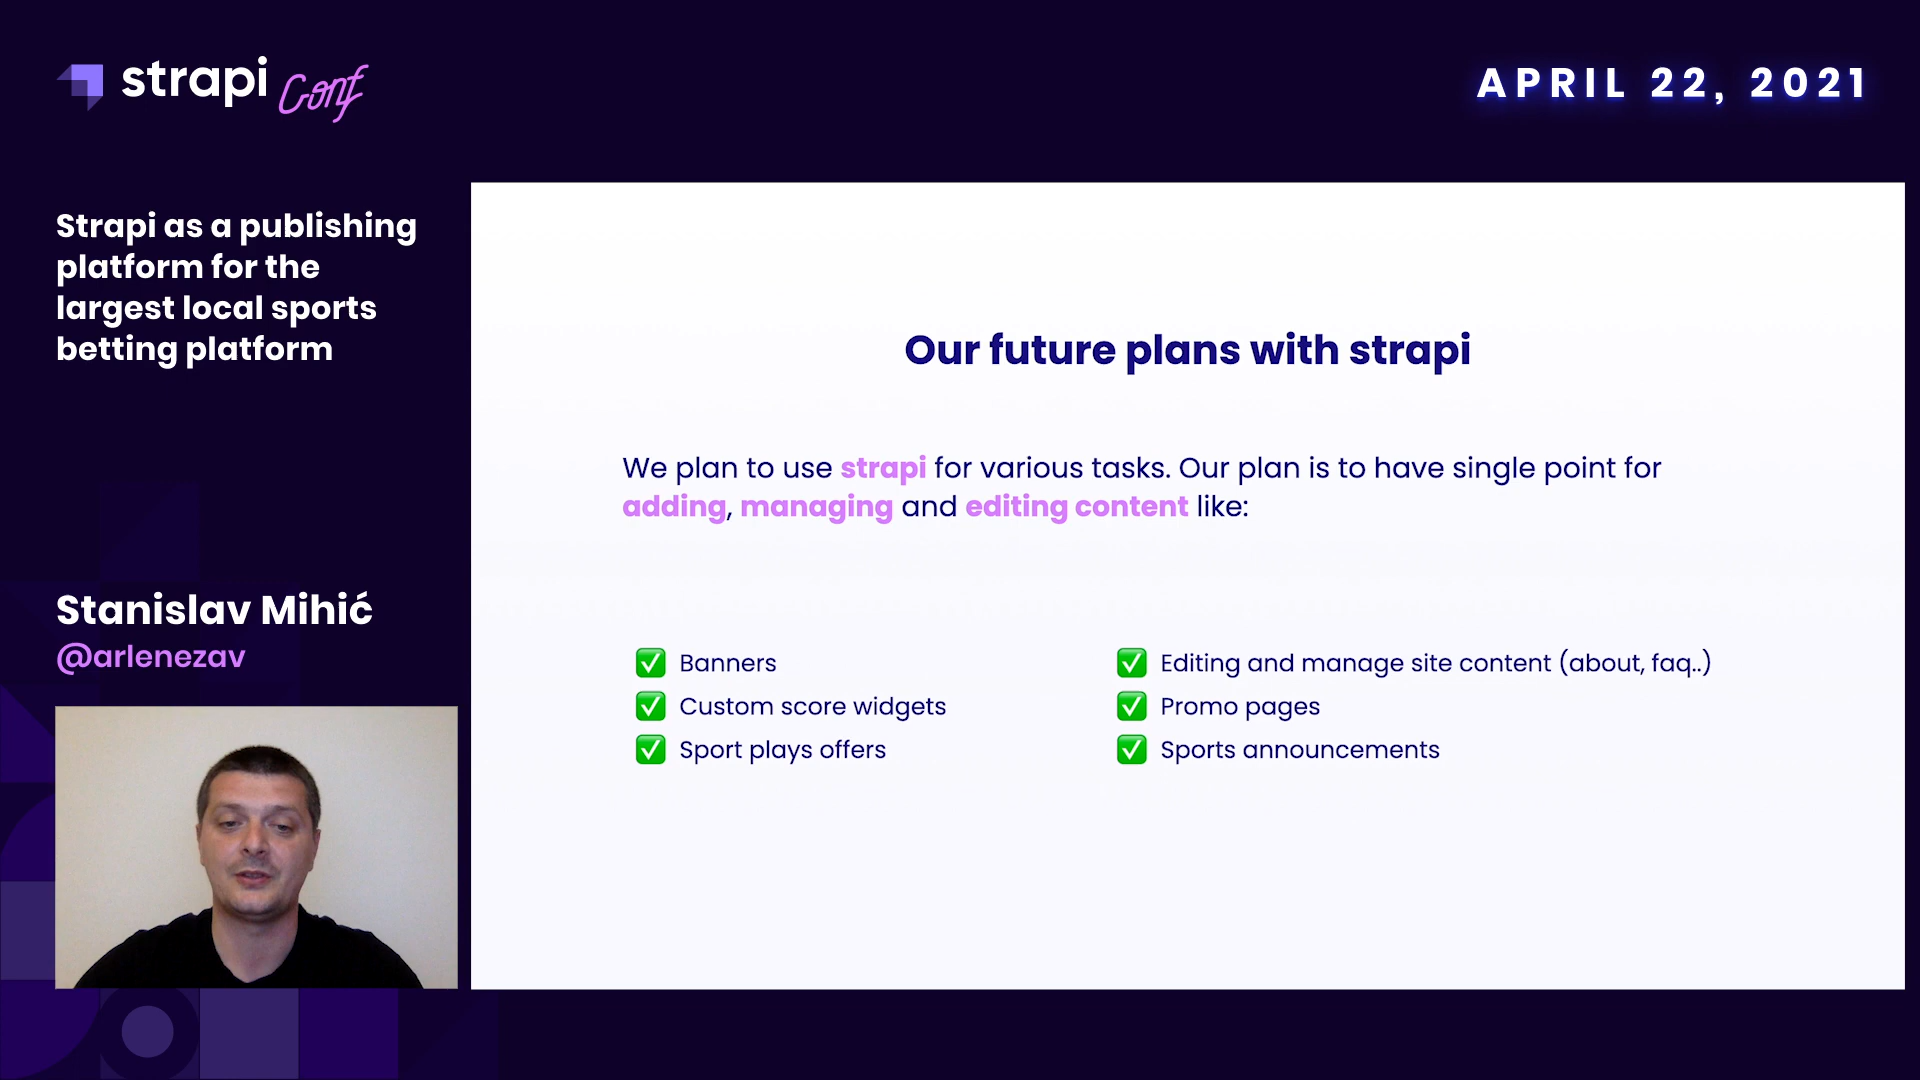 strapi Conf
APRIL 22, 2021
Strapi as a publishing
platform for the
largest local sports
betting platform
Stanislav Mihić
@arlenezav
Our future plans with strapi
We plan to use strapi for various tasks. Our plan is to have single point for
adding, managing and editing content like:
✅ Banners
✅ Custom score widgets
✅ Sport plays offers
✅ Editing and manage site content (about, faq..)
✅ Promo pages
✅ Sports announcements